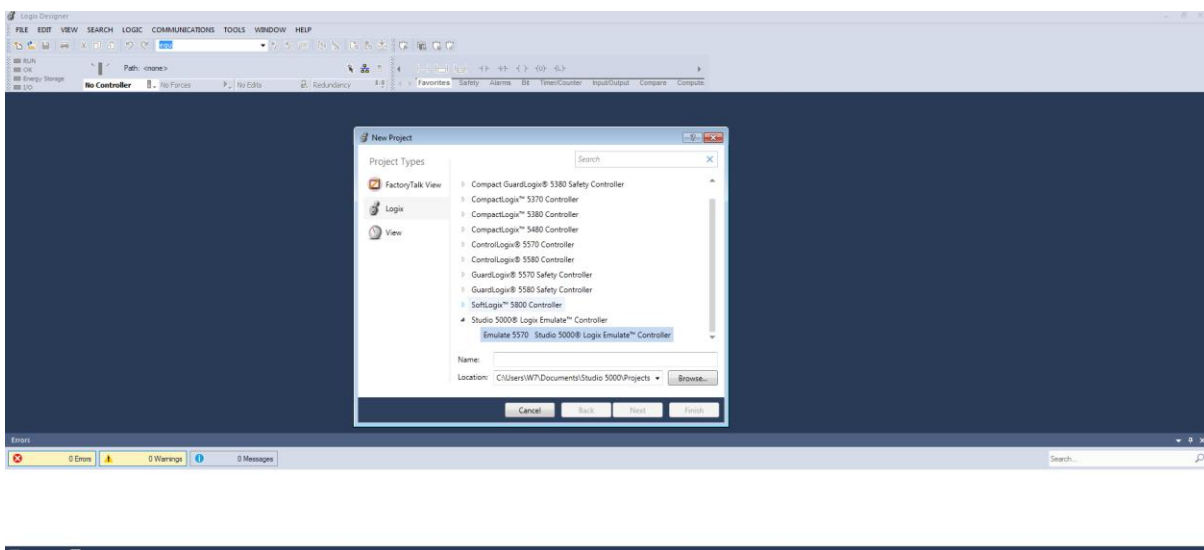 Logix Designer
FILE EDIT VIEW SEARCH LOGIC COMMUNICATIONS TOOLS WINDOW HELP
RUN
OK
Energy Storage
I/O
Path: <none>
No Controller
No Forces
No Edits
Redundancy
Favorites Safety Alarms Bit Timer/Counter Input/Output Compare Compute
New Project
Project Types
Search
FactoryTalk View
Logix
View
Compact GuardLogix® 5380 Safety Controller
CompactLogix™ 5370 Controller
CompactLogix™ 5380 Controller
CompactLogix™ 5480 Controller
ControlLogix® 5570 Controller
ControlLogix® 5580 Controller
GuardLogix® 5570 Safety Controller
GuardLogix® 5580 Safety Controller
SoftLogix™ 5800 Controller
Studio 5000® Logix Emulate™ Controller
Emulate 5570 Studio 5000® Logix Emulate™ Controller
Name:
Location: C:\Users\W7\Documents\Studio 5000\Projects Browse...
Cancel Back Next Finish
Errors
0 Errors 0 Warnings 0 Messages
Search...